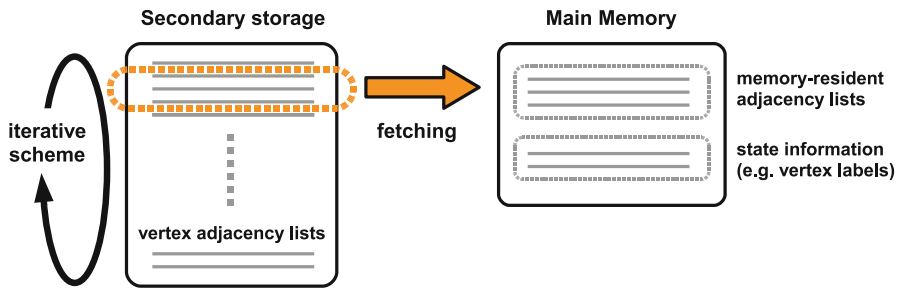 Secondary storage
Main Memory
iterative
scheme
fetching
memory-resident
adjacency lists
state information
(e.g. vertex labels)
vertex adjacency lists